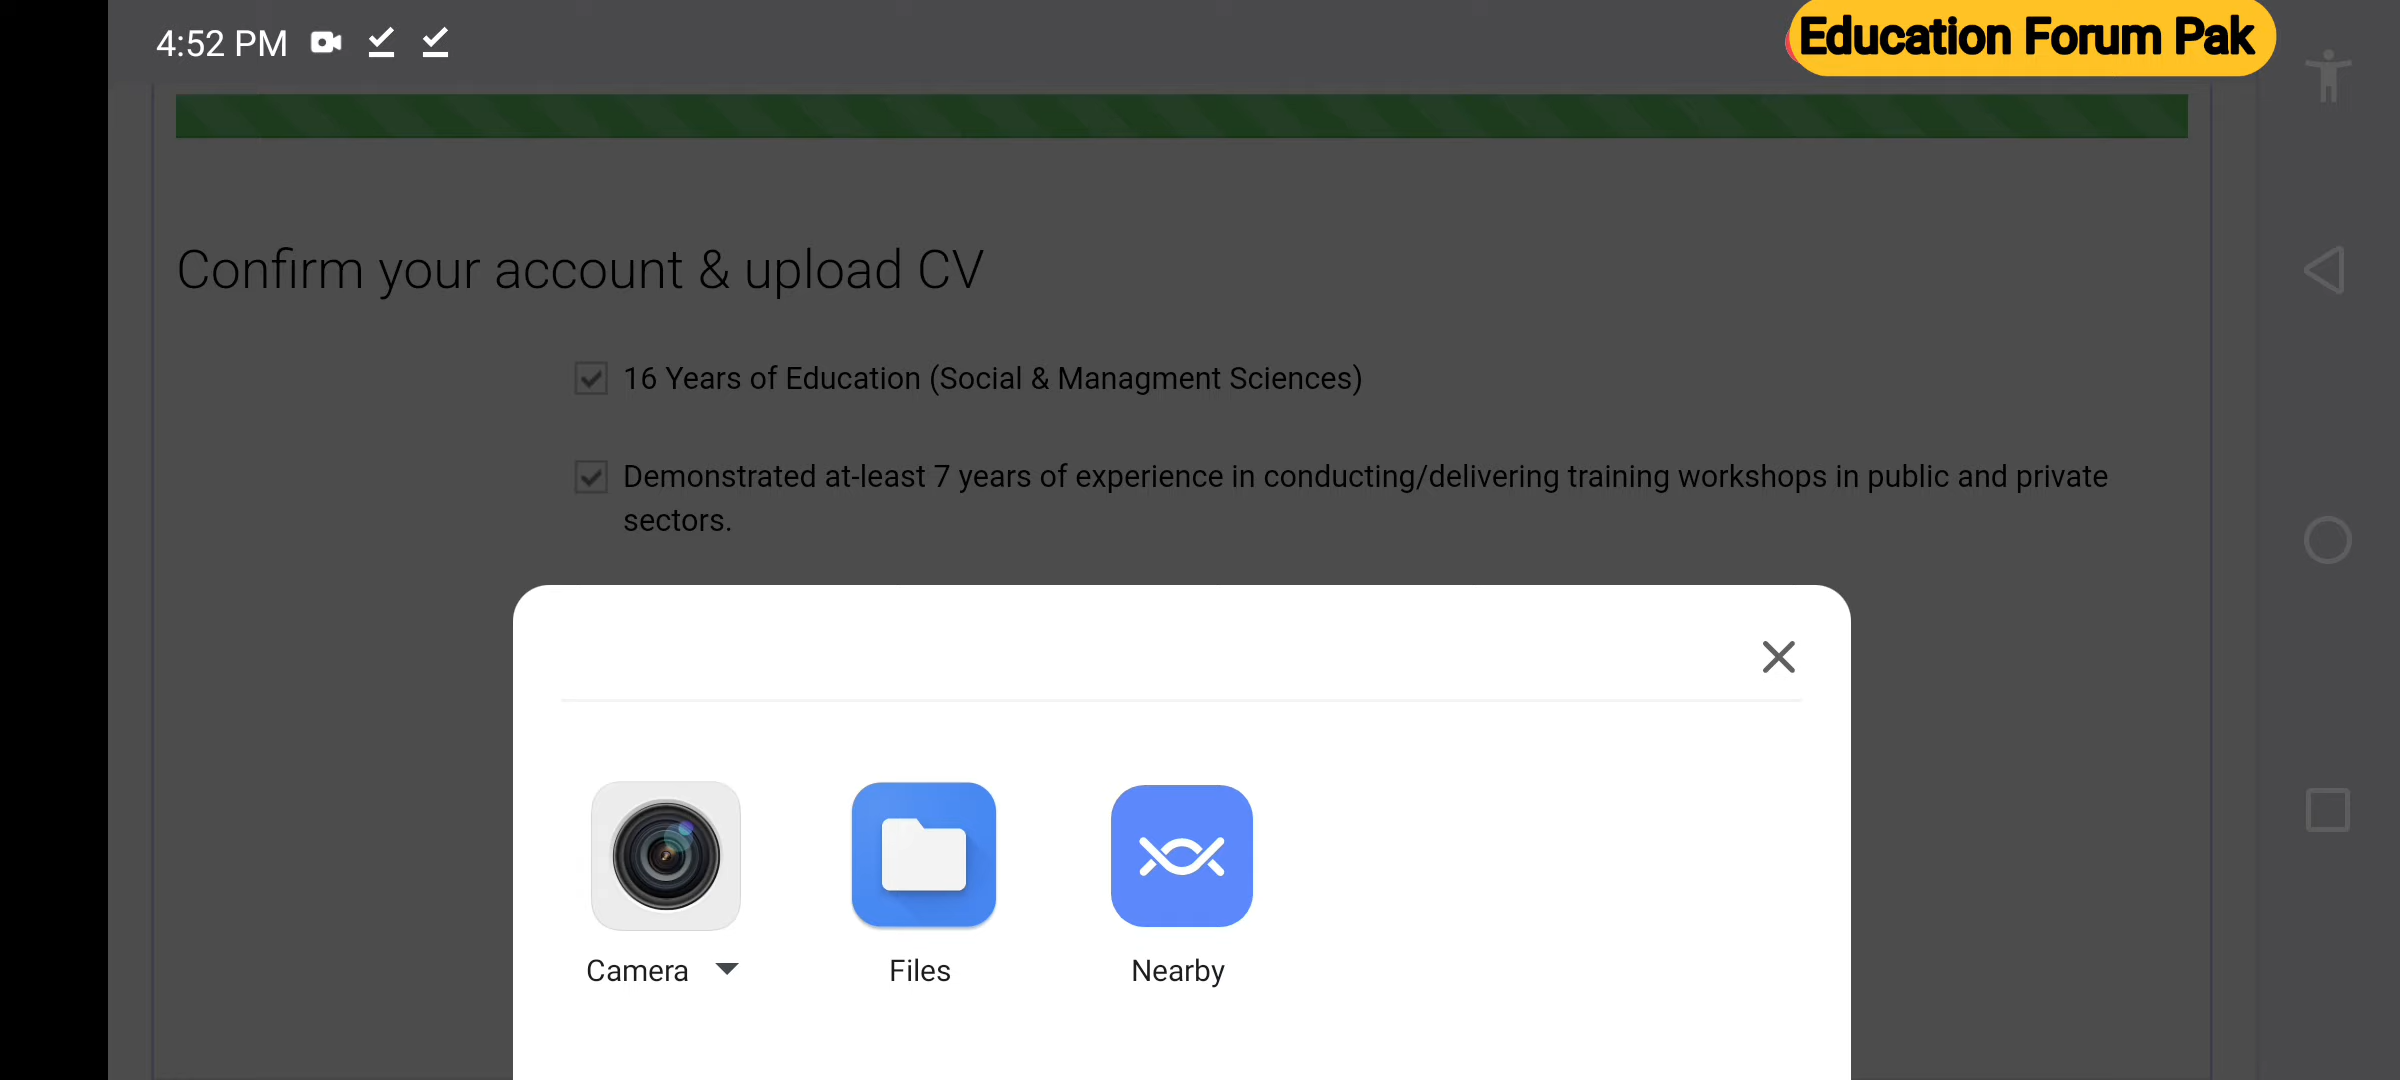 4:52 PM
Education Forum Pak
Confirm your account & upload CV
16 Years of Education (Social & Managment Sciences)
Demonstrated at-least 7 years of experience in conducting/delivering training workshops in public and private
sectors.
Camera
Files
Nearby